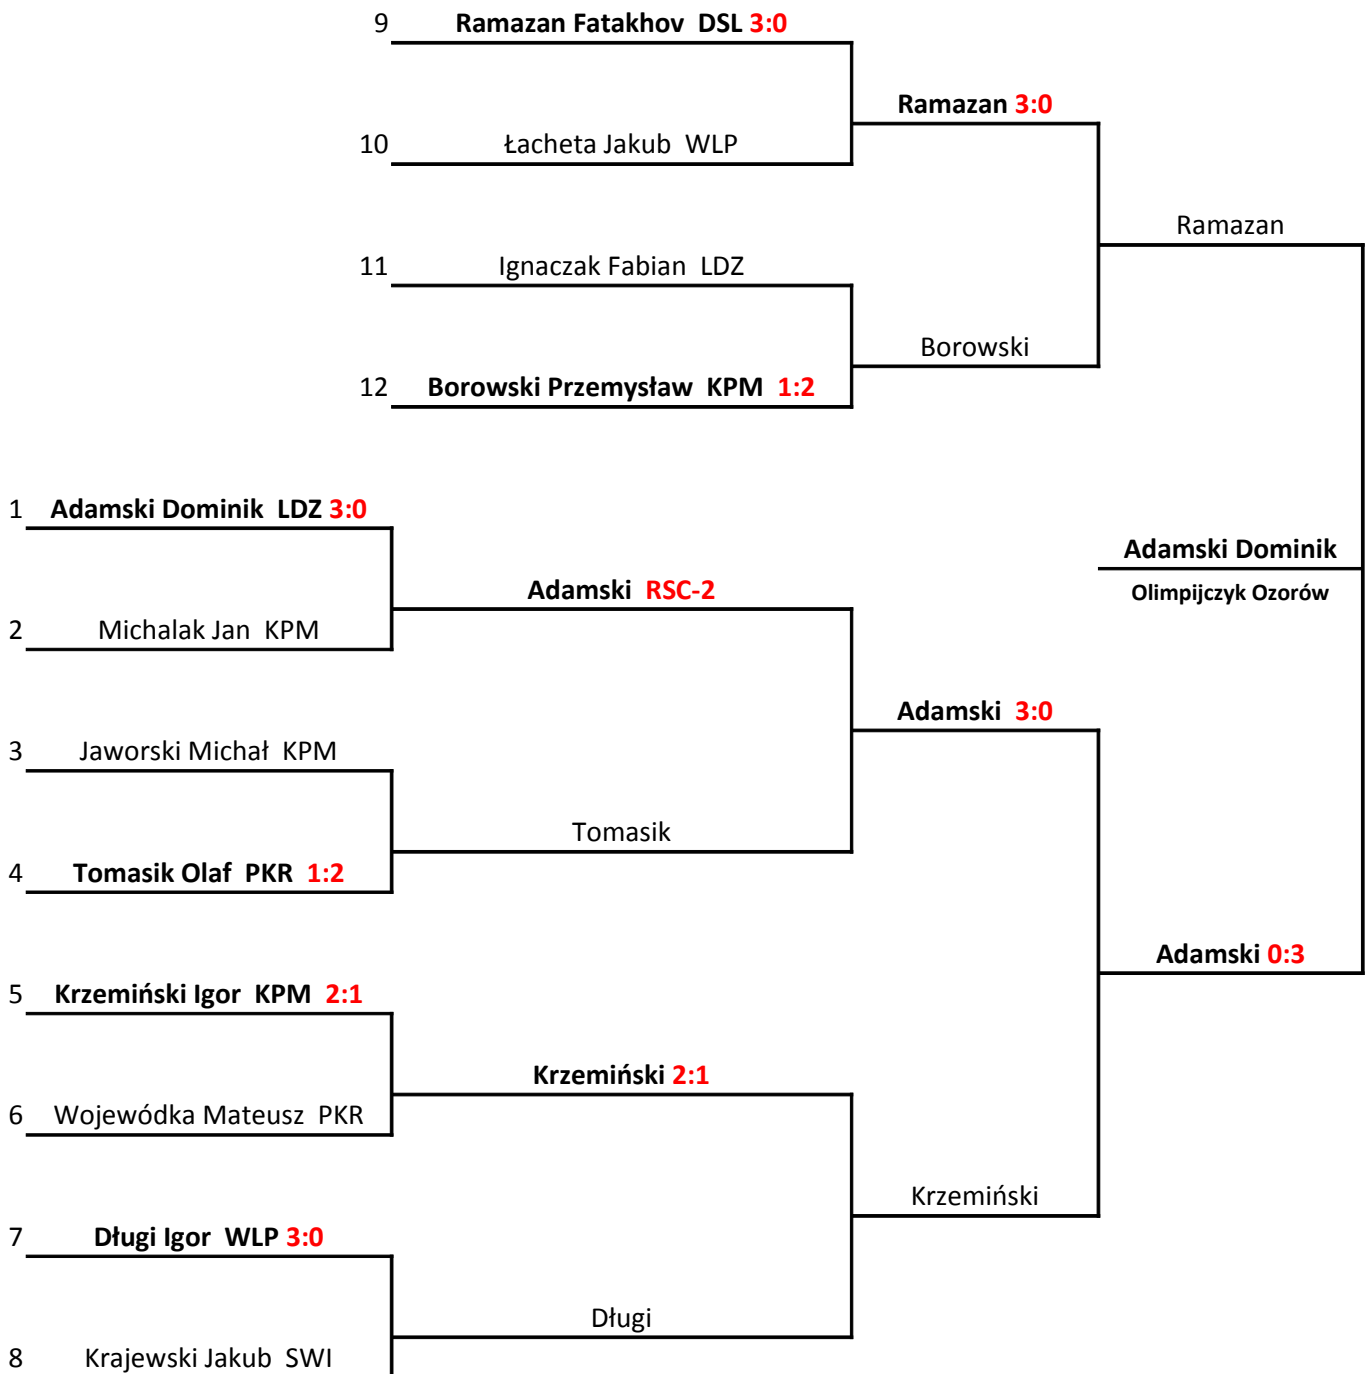 9 Ramazan Fatakhov DSL 3:0
Ramazan 3:0
10 Łacheta Jakub WLP
Ramazan
11 Ignaczak Fabian LDZ
Borowski
12 Borowski Przemysław KPM 1:2
1 Adamski Dominik LDZ 3:0
Adamski Dominik
Adamski RSC-2
Olimpijczyk Ozorów
2 Michalak Jan KPM
Adamski 3:0
3 Jaworski Michał KPM
Tomasik
4 Tomasik Olaf PKR 1:2
Adamski 0:3
5 Krzemiński Igor KPM 2:1
Krzemiński 2:1
6 Wojewódka Mateusz PKR
Krzemiński
7 Długi Igor WLP 3:0
Długi
8 Krajewski Jakub SWI